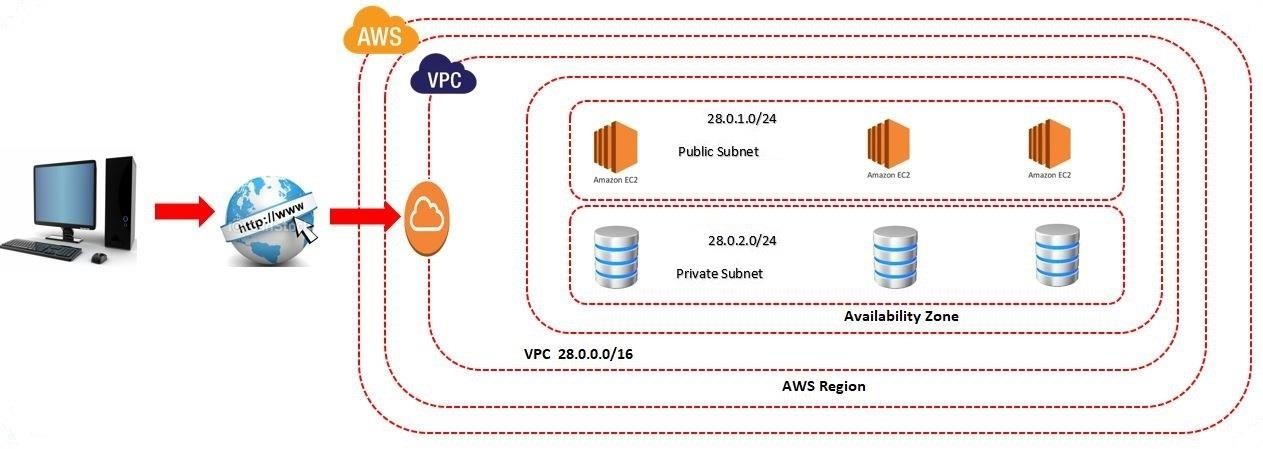 AWS
VPC
28.0.1.0/24
Public Subnet
Amazon EC2
Amazon EC2
Amazon EC2
http://www
28.0.2.0/24
Private Subnet
Availability Zone
VPC 28.0.0.0/16
AWS Region